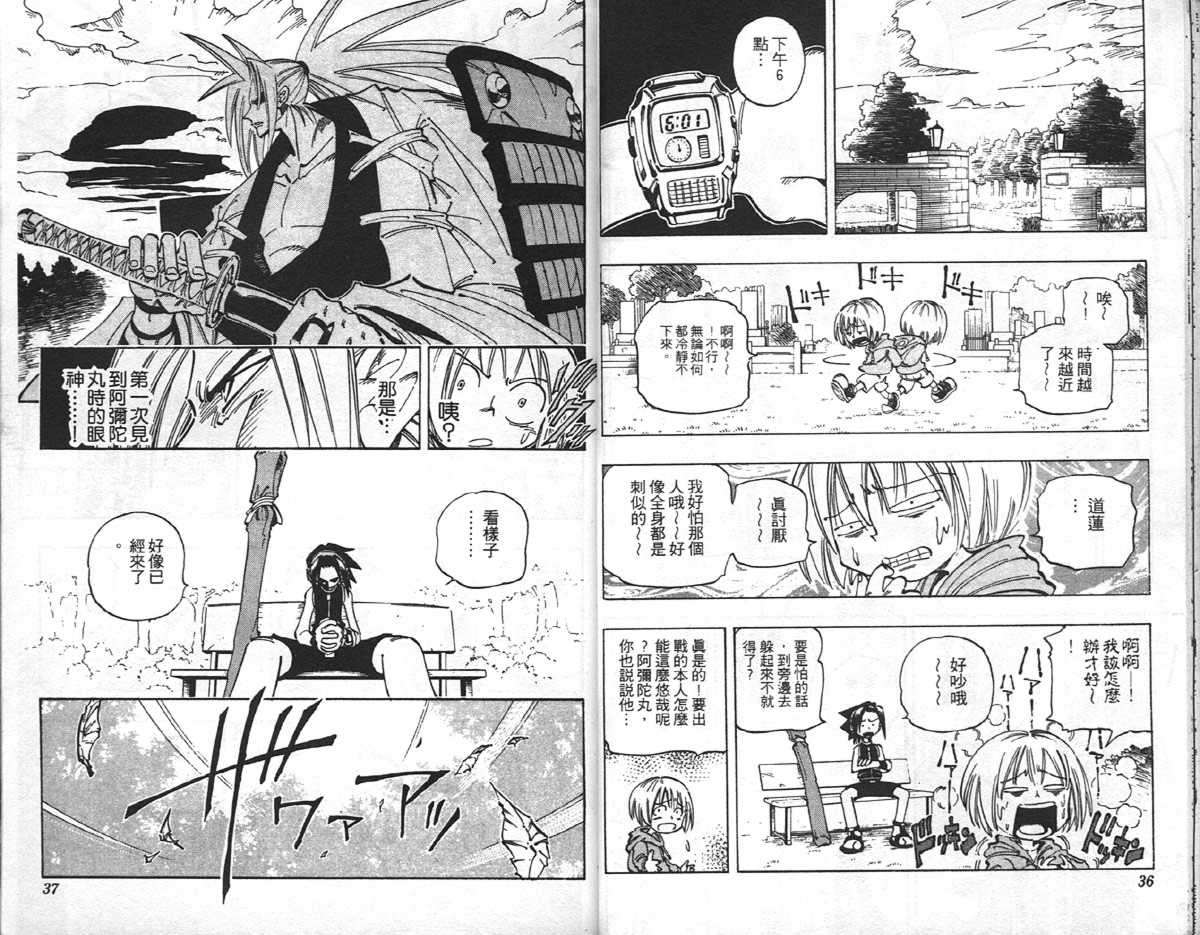 下午6
點…
6:01
唉~
~!
時間越
來越近
了~~
ドキ
ドキ
啊啊~
!不行,
無論如何
都冷靜不
下來。
道蓮
…
眞討厭
~~~
我好怕那個
人哦~~好
像全身都是
刺似的~~
啊啊─!
我該怎麼
辦才好~
!
好吵哦
~~~
要是怕的話
,到旁邊去
躲起來不就
得了?
ドッキン
ドッキン
眞是的!要出
戰的本人怎麼
能這麼悠哉呢
?阿彌陀丸,
你也説説他…
36
咦?
那是…
第一次見
到阿彌陀
丸時的眼
神………!
看樣子
………
好像已
經來了
。
ザワァァッ
37